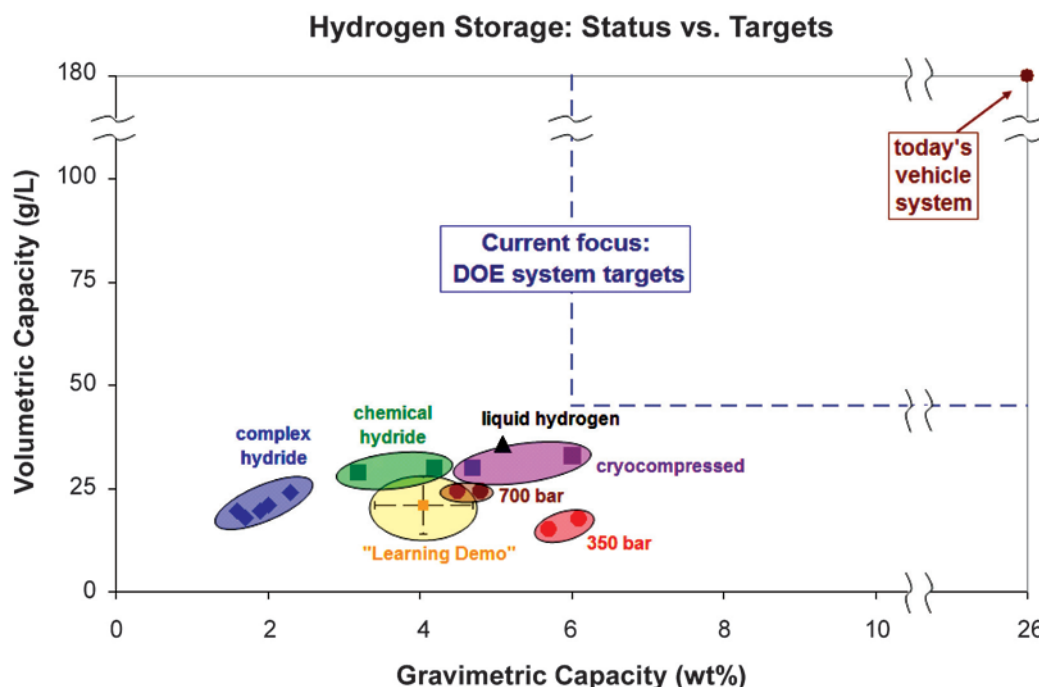 Hydrogen Storage: Status vs. Targets
180
100
75
50
25
0
Volumetric Capacity (g/L)
today's
vehicle
system
Current focus:
DOE system targets
complex
hydride
chemical
hydride
liquid hydrogen
cryocompressed
700 bar
350 bar
"Learning Demo"
0
2
4
6
8
10
26
Gravimetric Capacity (wt%)